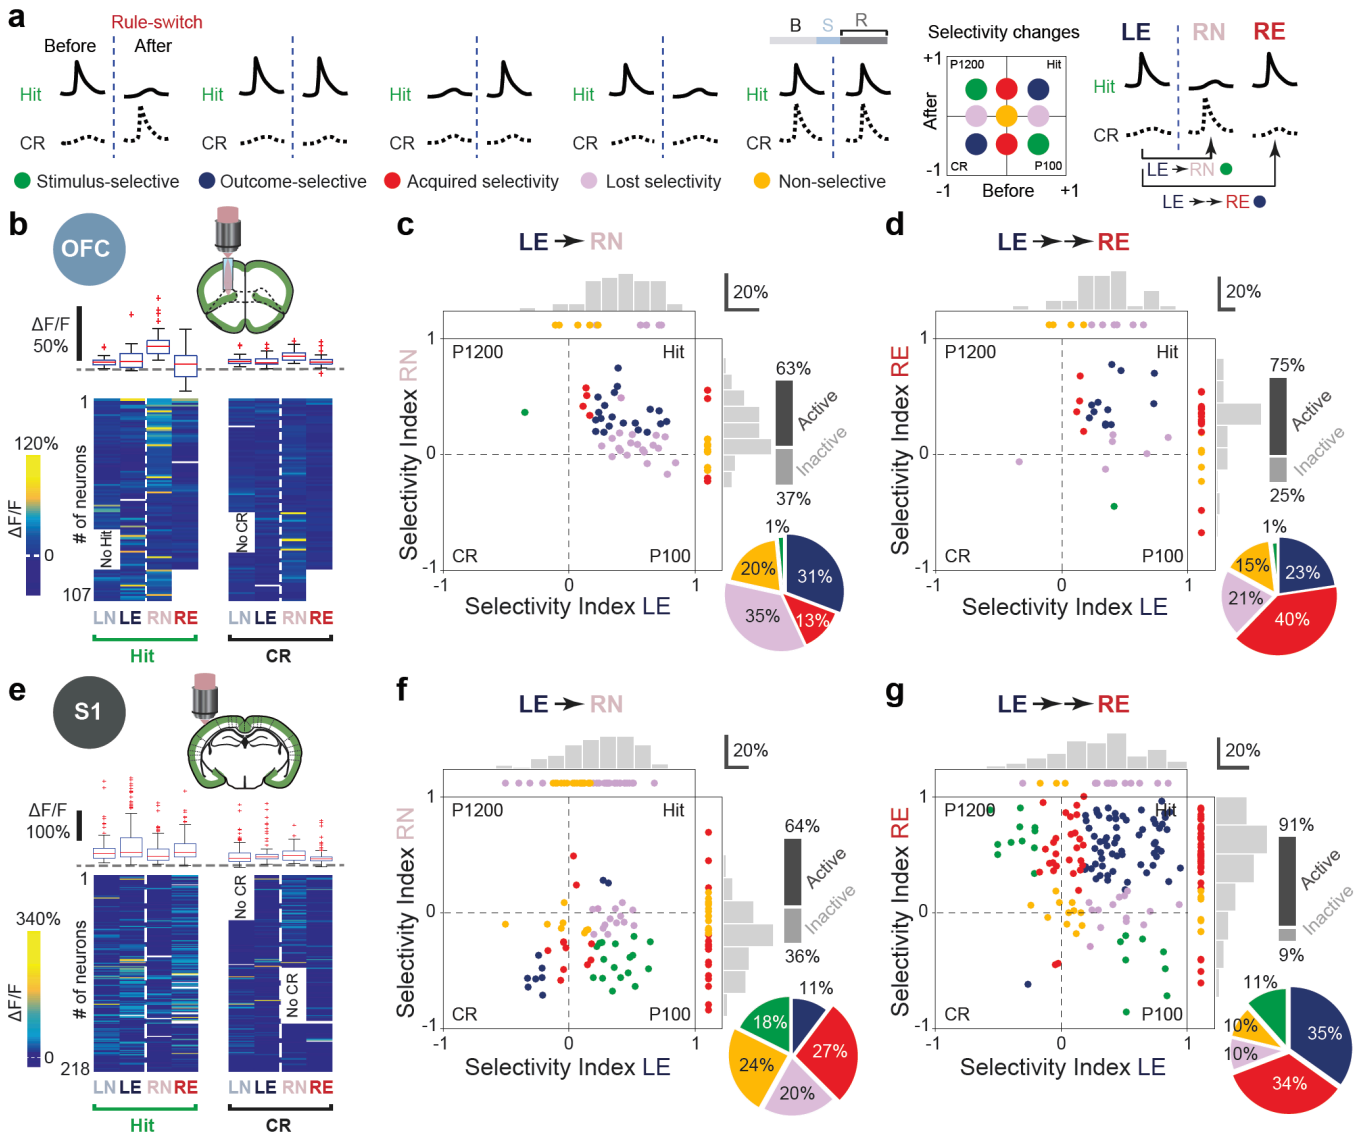 a
Rule-switch
Before After
Hit
CR
Hit
CR
Hit
CR
Hit
CR
B S R
Hit
CR
Selectivity changes
+1
P1200 Hit
After
CR P100
-1
-1 Before +1
LE RN RE
Hit
CR
LE RN
LE RE
Stimulus-selective
Outcome-selective
Acquired selectivity
Lost selectivity
Non-selective
b
OFC
ΔF/F
50%
1
120%
ΔF/F
0
# of neurons
No Hit
No CR
107
LN LE RN RE
LN LE RN RE
Hit
CR
c
LE RN
20%
1
P1200 Hit
Selectivity Index RN
0
CR P100
-1
-1 0 1
Selectivity Index LE
63%
Active
Inactive
37%
1%
31%
20%
35%
13%
d
LE RE
20%
1
P1200 Hit
Selectivity Index RE
0
CR P100
-1
-1 0 1
Selectivity Index LE
75%
Active
Inactive
25%
1%
23%
15%
21%
40%
e
S1
ΔF/F
100%
1
340%
ΔF/F
0
# of neurons
No CR
No CR
218
LN LE RN RE
LN LE RN RE
Hit
CR
f
LE RN
20%
1
P1200 Hit
Selectivity Index RN
0
CR P100
-1
-1 0 1
Selectivity Index LE
64%
Active
Inactive
36%
11%
18%
27%
24%
20%
g
LE RE
20%
1
P1200 Hit
Selectivity Index RE
0
CR P100
-1
-1 0 1
Selectivity Index LE
91%
Active
Inactive
9%
11%
35%
10%
10%
34%